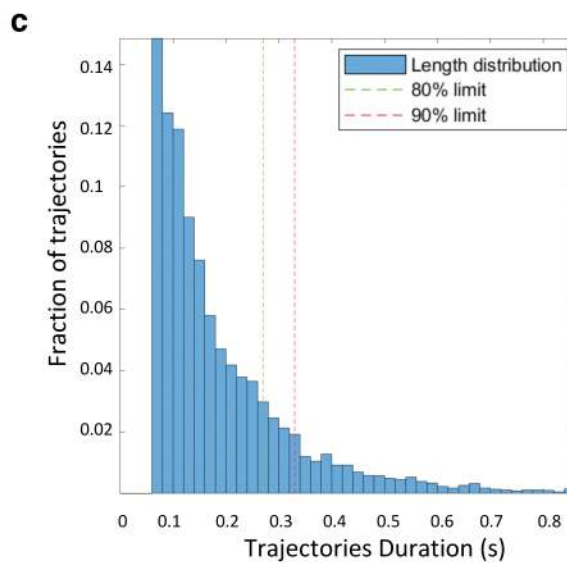 c
Length distribution
80% limit
90% limit
Fraction of trajectories
0.14
0.12
0.1
0.08
0.06
0.04
0.02
0 0.1 0.2 0.3 0.4 0.5 0.6 0.7 0.8
Trajectories Duration (s)